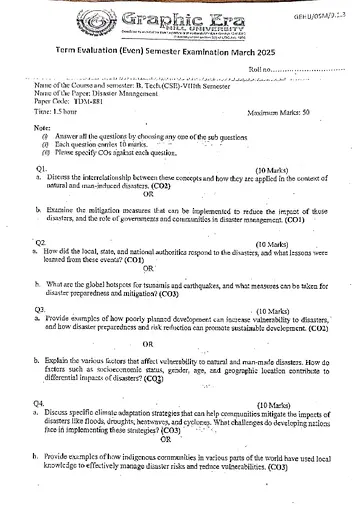 GEHU/05M/9.1.3
Graphic Era
HILL UNIVERSITY
Term Evaluation (Even) Semester Examination March 2025
Roll no
Name of the Course and semester: B. Tech.(CSE)-VIIIth Semester
Name of the Paper: Disaster Management
Paper Code: TDM-881
Time: 1.5 hour Maximum Marks: 50
Note:
(i) Answer all the questions by choosing any one of the sub questions
(ii) Each question carries 10 marks.
(iii) Please specify COs against each question.
Q1. (10 Marks)
a. Discuss the interrelationship between these concepts and how they are applied in the context of
natural and man-induced disasters. (CO2)
OR
b. Examine the mitigation measures that can be implemented to reduce the impact of those
disasters, and the role of governments and communities in disaster management. (CO1)
Q2. (10 Marks)
a. How did the local, state, and national authorities respond to the disasters, and what lessons were
learned from these events? (CO1)
OR
b. What are the global hotspots for tsunamis and earthquakes, and what measures can be taken for
disaster preparedness and mitigation? (CO3)
Q3. (10 Marks)
a. Provide examples of how poorly planned development can increase vulnerability to disasters,
and how disaster preparedness and risk reduction can promote sustainable development. (CO2)
OR
b. Explain the various factors that affect vulnerability to natural and man-made disasters. How do
factors such as socioeconomic status, gender, age, and geographic location contribute to
differential impacts of disasters? (CO2)
Q4. (10 Marks)
a. Discuss specific climate adaptation strategies that can help communities mitigate the impacts of
disasters like floods, droughts, heatwaves, and cyclones. What challenges do developing nations
face in implementing these strategies? (CO3)
OR
b. Provide examples of how indigenous communities in various parts of the world have used local
knowledge to effectively manage disaster risks and reduce vulnerabilities. (CO3)